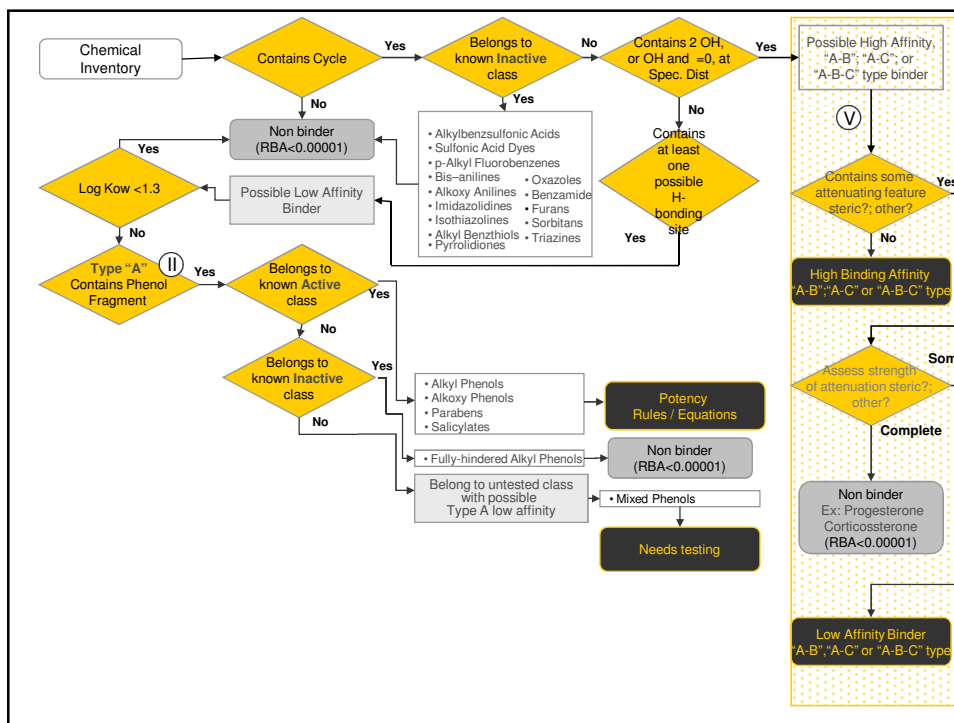 Chemical
Inventory
Contains Cycle
Yes
Belongs to
known Inactive
class
No
Contains 2 OH,
or OH and =0, at
Spec. Dist
Yes
Possible High Affinity,
"A-B"; "A-C"; or
"A-B-C" type binder
No
Yes
No
V
Non binder
(RBA<0.00001)
• Alkylbenzsulfonic Acids
• Sulfonic Acid Dyes
• p-Alkyl Fluorobenzenes
• Bis–anilines
• Alkoxy Anilines
• Imidazolidines
• Isothiazolines
• Alkyl Benzthiols
• Pyrrolidiones
• Oxazoles
• Benzamide
• Furans
• Sorbitans
• Triazines
Contains
at least
one
possible
H-
bonding
site
Yes
Yes
Log Kow <1.3
Possible Low Affinity
Binder
Contains some
attenuating feature
steric?; other?
Yes
No
No
Type "A"
Contains Phenol
Fragment
II
Yes
Belongs to
known Active
class
Yes
High Binding Affinity
"A-B";"A-C" or "A-B-C" type
No
Belongs to
known Inactive
class
Yes
No
• Alkyl Phenols
• Alkoxy Phenols
• Parabens
• Salicylates
Potency
Rules / Equations
Som
Assess strength
of attenuation steric?;
other?
Complete
• Fully-hindered Alkyl Phenols
Non binder
(RBA<0.00001)
Belong to untested class
with possible
Type A low affinity
• Mixed Phenols
Needs testing
Non binder
Ex: Progesterone
Corticossterone
(RBA<0.00001)
Low Affinity Binder
"A-B","A-C" or "A-B-C" type